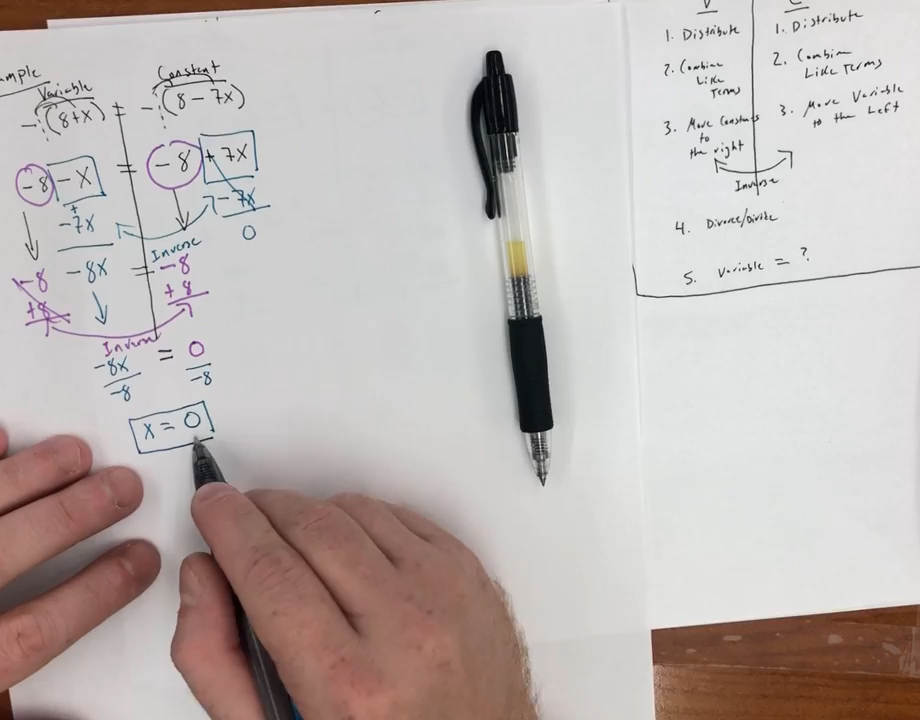 Variable Constant
-(8+x) = -(8-7x)
-8 -x = -8 +7x
-7x -7x
0
Inverse
-8 -8x = -8
+8 +8
Inverse
-8x = 0
-8 -8
x = 0
V C
1. Distribute
2. Combine
Like
Terms
3. Move Constants
to
the right
1. Distribute
2. Combine
Like Terms
3. Move Variable
to the Left
Inverse
4. Divorce/Divide
5. Variable = ?